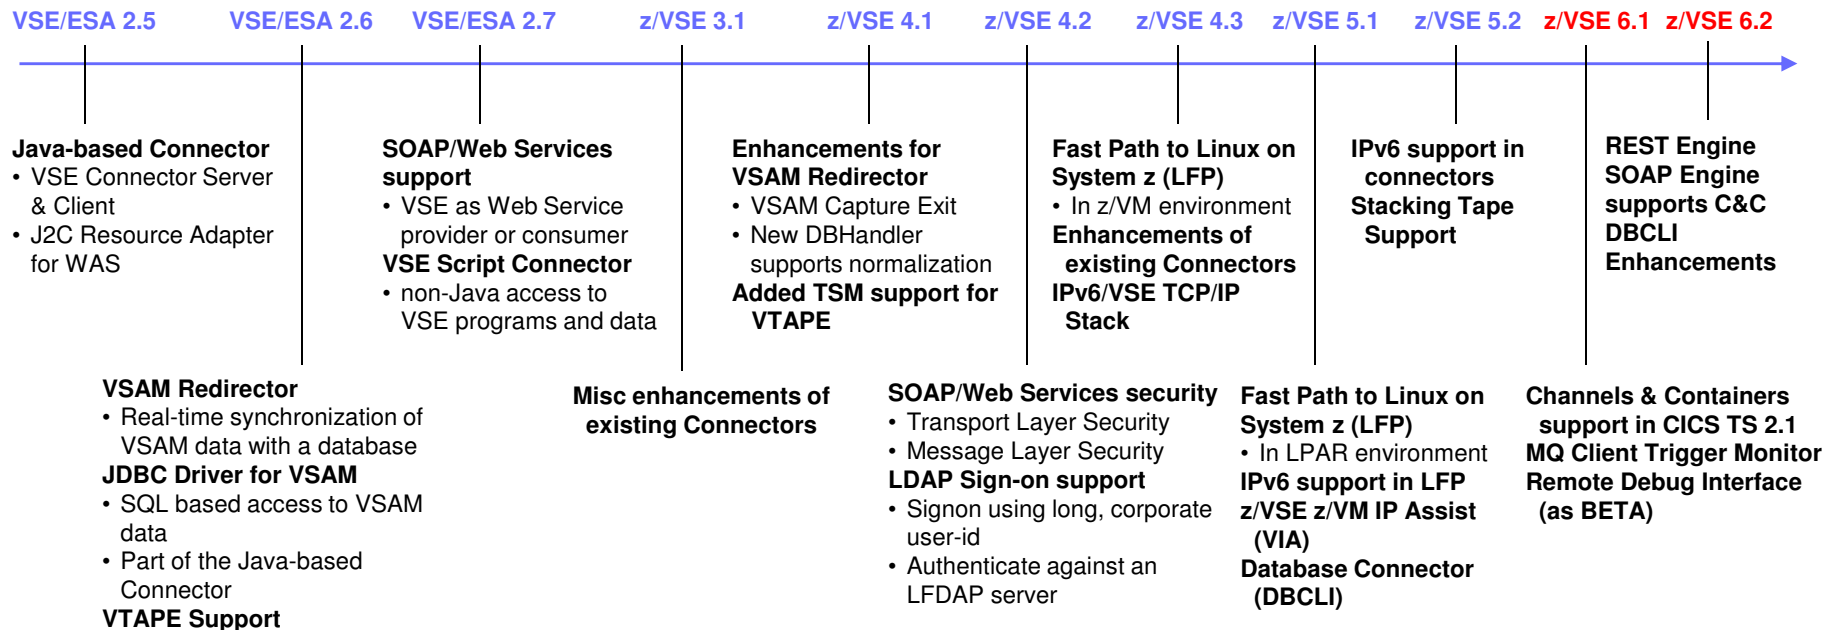 VSE/ESA 2.5 VSE/ESA 2.6 VSE/ESA 2.7 z/VSE 3.1 z/VSE 4.1 z/VSE 4.2 z/VSE 4.3 z/VSE 5.1 z/VSE 5.2 z/VSE 6.1 z/VSE 6.2
Java-based Connector
• VSE Connector Server
& Client
• J2C Resource Adapter
for WAS
SOAP/Web Services
support
• VSE as Web Service
provider or consumer
VSE Script Connector
• non-Java access to
VSE programs and data
Enhancements for
VSAM Redirector
• VSAM Capture Exit
• New DBHandler
supports normalization
Added TSM support for
VTAPE
Fast Path to Linux on
System z (LFP)
• In z/VM environment
Enhancements of
existing Connectors
IPv6/VSE TCP/IP
Stack
IPv6 support in
connectors
Stacking Tape
Support
REST Engine
SOAP Engine
supports C&C
DBCLI
Enhancements
VSAM Redirector
• Real-time synchronization of
VSAM data with a database
JDBC Driver for VSAM
• SQL based access to VSAM
data
• Part of the Java-based
Connector
VTAPE Support
Misc enhancements of
existing Connectors
SOAP/Web Services security
• Transport Layer Security
• Message Layer Security
LDAP Sign-on support
• Signon using long, corporate
user-id
• Authenticate against an
LFDAP server
Fast Path to Linux on
System z (LFP)
• In LPAR environment
IPv6 support in LFP
z/VSE z/VM IP Assist
(VIA)
Database Connector
(DBCLI)
Channels & Containers
support in CICS TS 2.1
MQ Client Trigger Monitor
Remote Debug Interface
(as BETA)